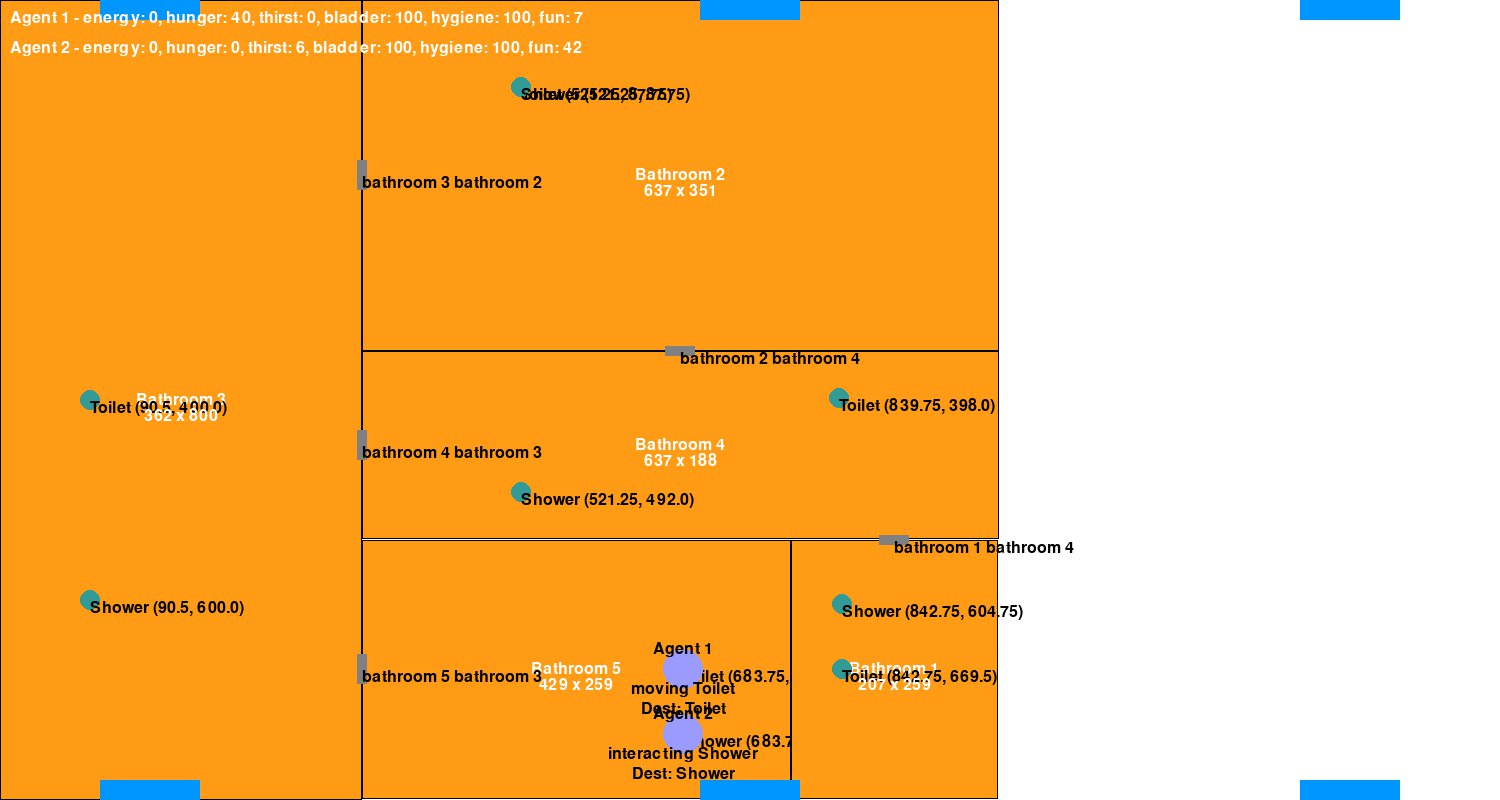 Agent 1 - energy: 0, hunger: 40, thirst: 0, bladder: 100, hygiene: 100, fun: 7
Agent 2 - energy: 0, hunger: 0, thirst: 6, bladder: 100, hygiene: 100, fun: 42
Bathroom 2
637 x 351
bathroom 3 bathroom 2
bathroom 2 bathroom 4
Bathroom 3
362 x 800
Toilet (90.5, 400.0)
Toilet (839.75, 398.0)
Bathroom 4
637 x 188
bathroom 4 bathroom 3
Shower (521.25, 492.0)
bathroom 1 bathroom 4
Shower (90.5, 600.0)
Shower (842.75, 604.75)
Agent 1
Bathroom 5
429 x 259
bathroom 5 bathroom 3
(683.75,
Bathroom 1
207 x 259
Toilet (842.75, 669.5)
moving Toilet
Dest: Toilet
Agent 2
(683.7
interacting Shower
Dest: Shower